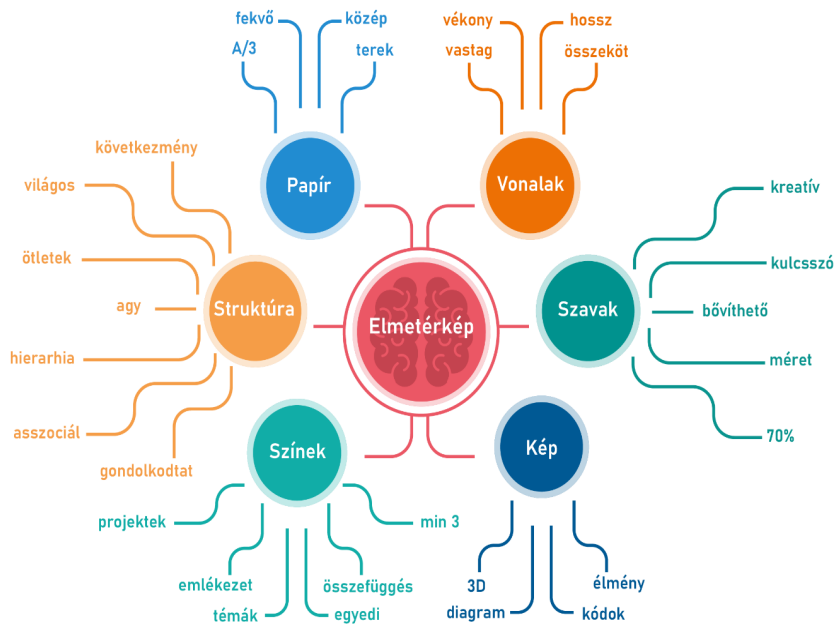 fekvő
közép
A/3
terek
Papír
vékony
hossz
vastag
összeköt
Vonalak
következmény
világos
ötletek
agy
hierarhia
asszociál
gondolkodtat
Struktúra
Elmetérkép
Szavak
kreatív
kulcsszó
bővíthető
méret
70%
Színek
projektek
min 3
emlékezet
összefüggés
témák
egyedi
Kép
3D
élmény
diagram
kódok